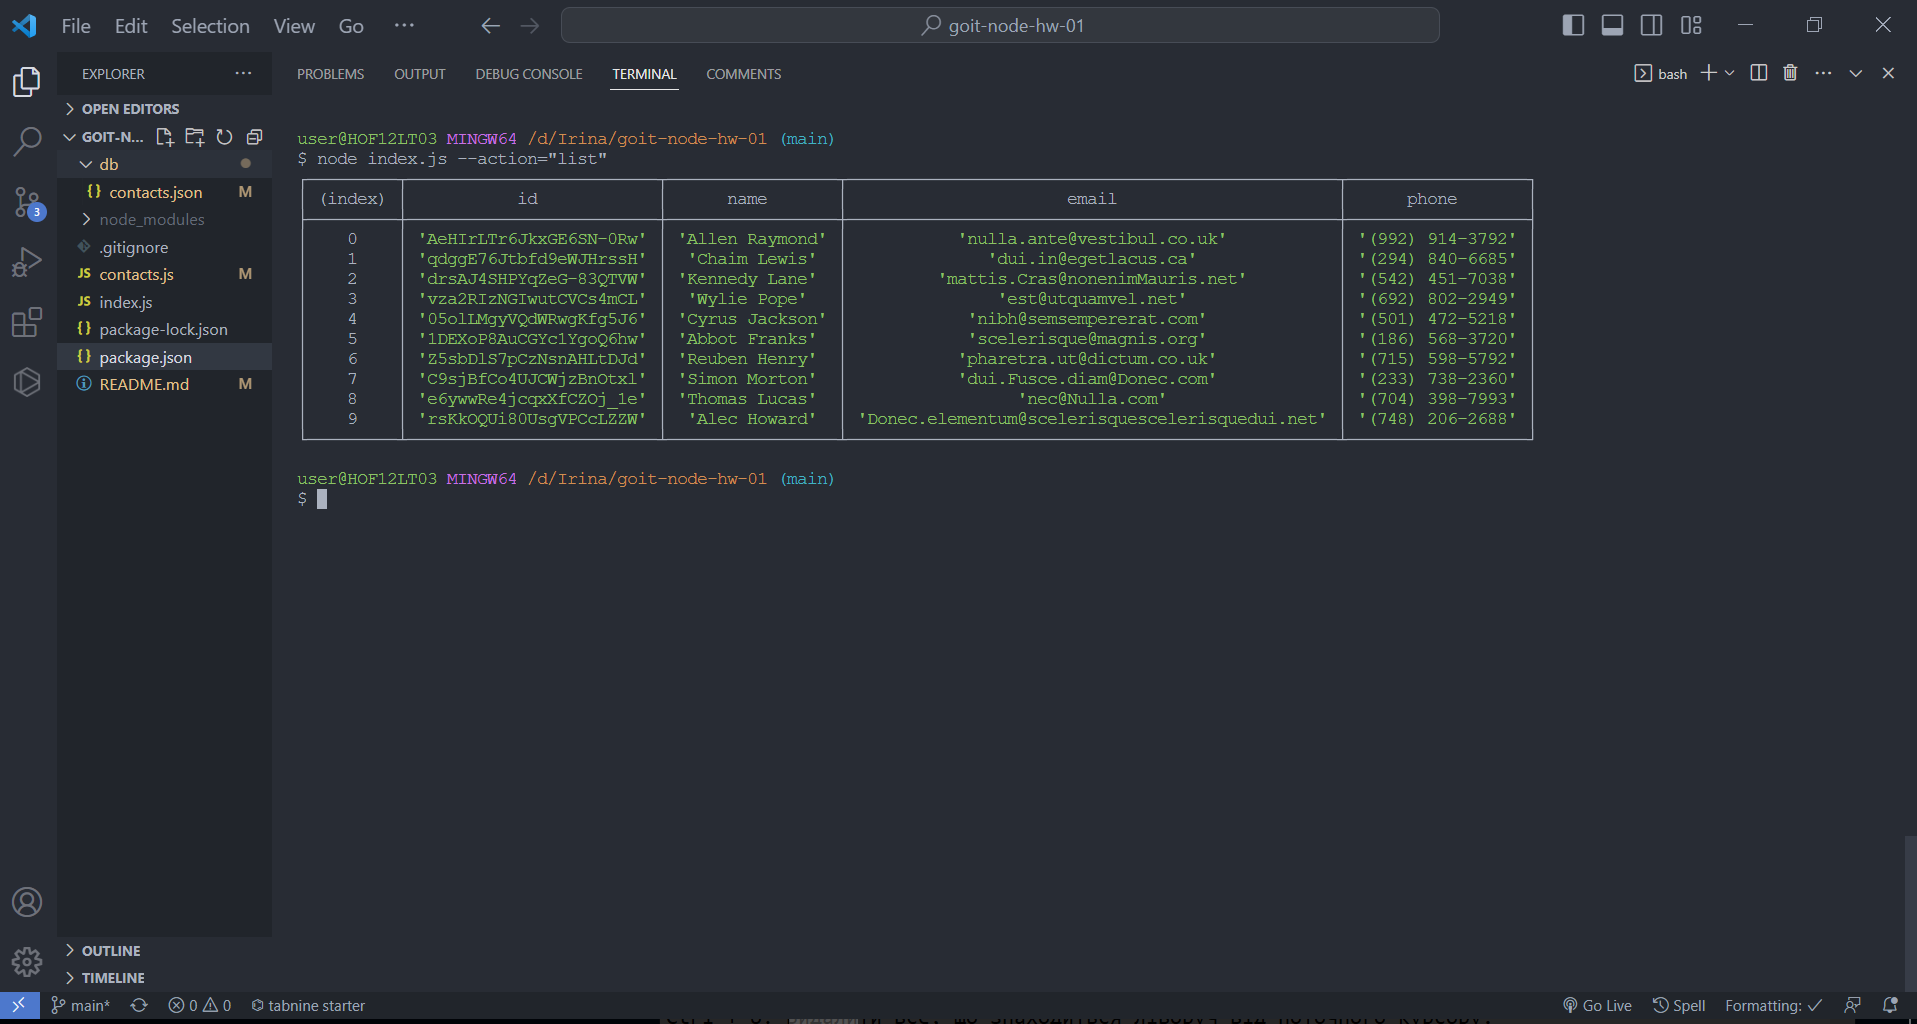 File Edit Selection View Go ···
goit-node-hw-01
EXPLORER ···
PROBLEMS OUTPUT DEBUG CONSOLE TERMINAL COMMENTS
bash
OPEN EDITORS
GOIT-N...
db
contacts.json M
node_modules
.gitignore
JS contacts.js M
JS index.js
package-lock.json
package.json
README.md M
3
user@HOF12LT03 MINGW64 /d/Irina/goit-node-hw-01 (main)
$ node index.js --action="list"
(index) id name email phone
0 'AeHIrLTr6JkxGE6SN-0Rw' 'Allen Raymond' 'nulla.ante@vestibul.co.uk' '(992) 914-3792'
1 'qdggE76Jtbfd9eWJHrssH' 'Chaim Lewis' 'dui.in@egetlacus.ca' '(294) 840-6685'
2 'drsAJ4SHPYqZeG-83QTVW' 'Kennedy Lane' 'mattis.Cras@nonenimMauris.net' '(542) 451-7038'
3 'vza2RIzNGIwutCVCs4mCL' 'Wylie Pope' 'est@utquamvel.net' '(692) 802-2949'
4 '05olLMgyVQdWRwgKfg5J6' 'Cyrus Jackson' 'nibh@semsempererat.com' '(501) 472-5218'
5 '1DEXoP8AuCGYc1YgoQ6hw' 'Abbot Franks' 'scelerisque@magnis.org' '(186) 568-3720'
6 'Z5sbDlS7pCzNsnAHLtDJd' 'Reuben Henry' 'pharetra.ut@dictum.co.uk' '(715) 598-5792'
7 'C9sjBfCo4UJCWjzBnOtxl' 'Simon Morton' 'dui.Fusce.diam@Donec.com' '(233) 738-2360'
8 'e6ywwRe4jcqxXfCZOj_1e' 'Thomas Lucas' 'nec@Nulla.com' '(704) 398-7993'
9 'rsKkOQUi80UsgVPCcLZZW' 'Alec Howard' 'Donec.elementum@scelerisquescelerisquedui.net' '(748) 206-2688'
user@HOF12LT03 MINGW64 /d/Irina/goit-node-hw-01 (main)
$
OUTLINE
TIMELINE
main* 0 0 tabnine starter
Go Live Spell Formatting: